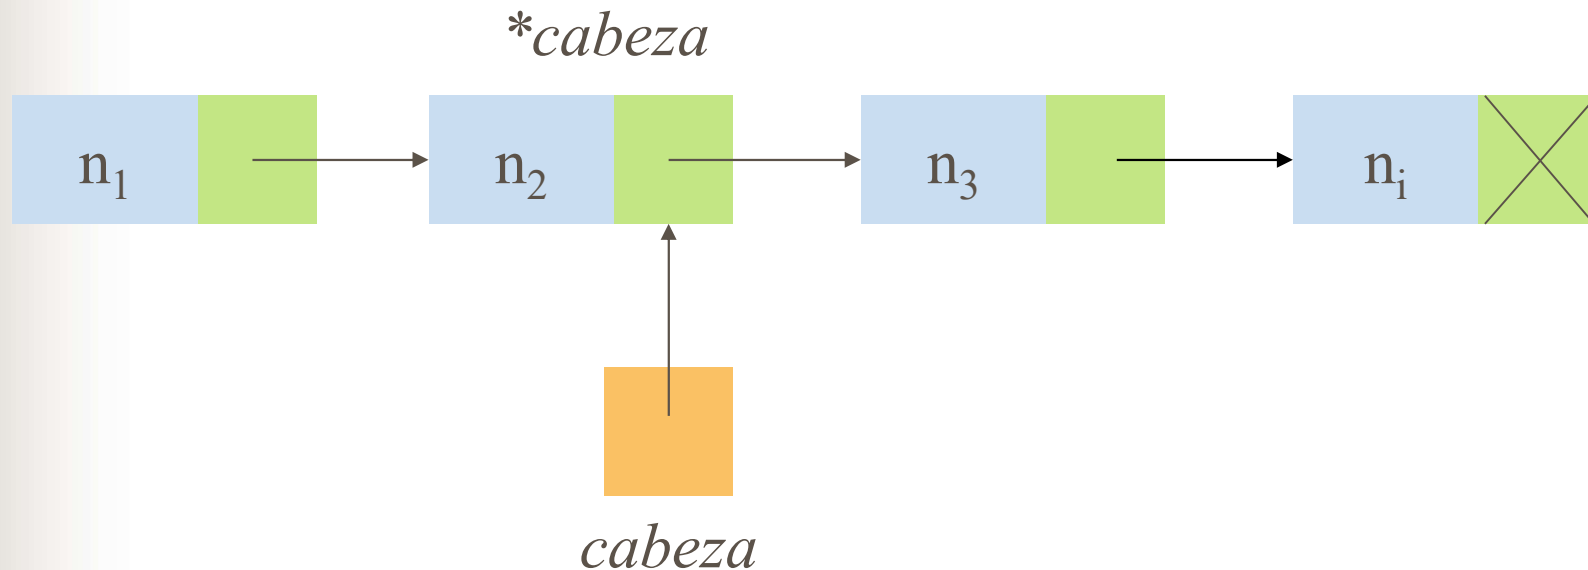 *cabeza
n₁ n₂ n₃ nᵢ
cabeza